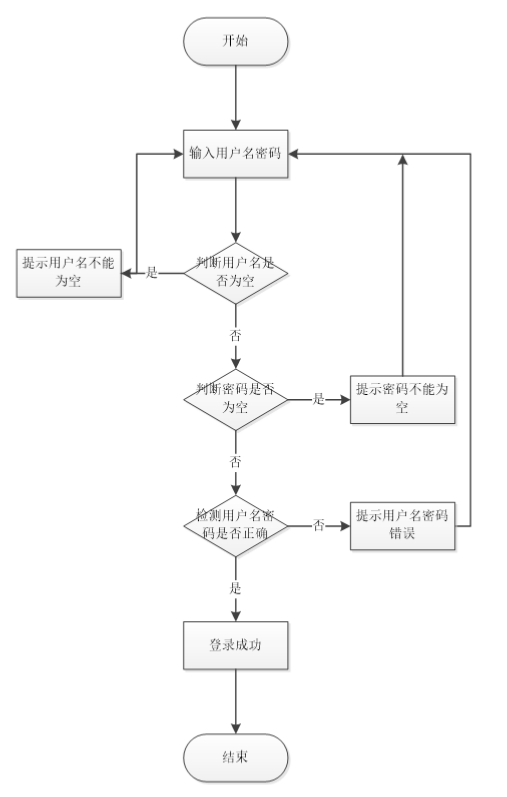 开始
输入用户名密码
判断用户名是
否为空
是
提示用户名不能
为空
否
判断密码是否
为空
是
提示密码不能为
空
否
检测用户名密
码是否正确
否
提示用户名密码
错误
是
登录成功
结束